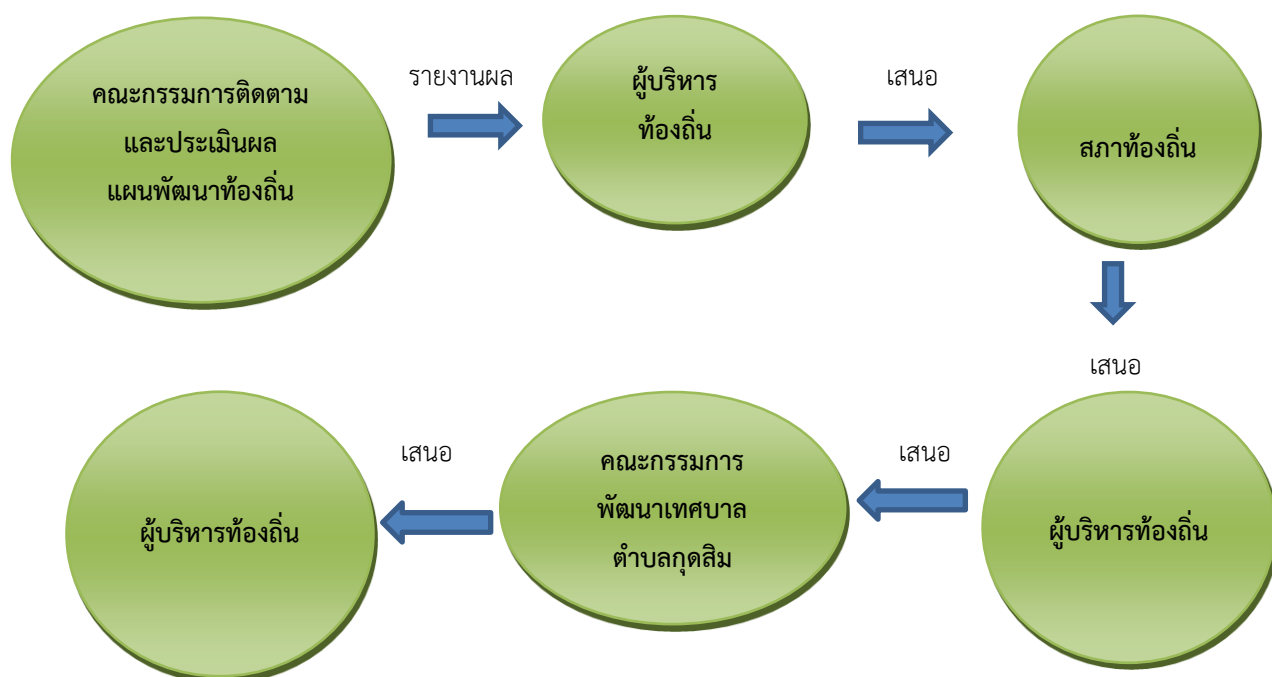 คณะกรรมการติดตาม
และประเมินผล
แผนพัฒนาท้องถิ่น
รายงานผล
ผู้บริหาร
ท้องถิ่น
เสนอ
สภาท้องถิ่น
เสนอ
ผู้บริหารท้องถิ่น
เสนอ
คณะกรรมการ
พัฒนาเทศบาล
ตำบลกุดสิม
เสนอ
ผู้บริหารท้องถิ่น